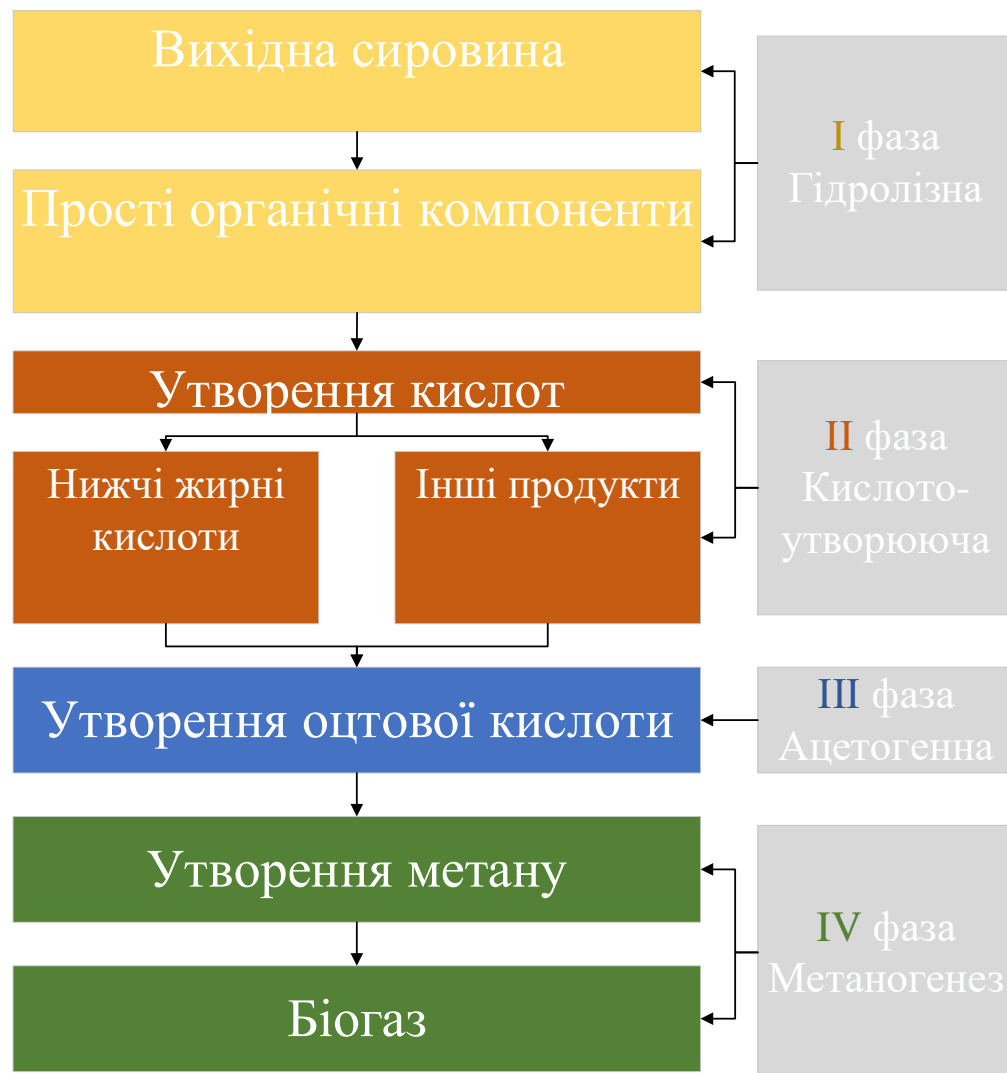 Вихідна сировина
Прості органічні компоненти
I фаза
Гідролізна
Утворення кислот
Нижчі жирні
кислоти
Інші продукти
II фаза
Кислото-
утворююча
Утворення оцтової кислоти
III фаза
Ацетогенна
Утворення метану
Біогаз
IV фаза
Метаногенез